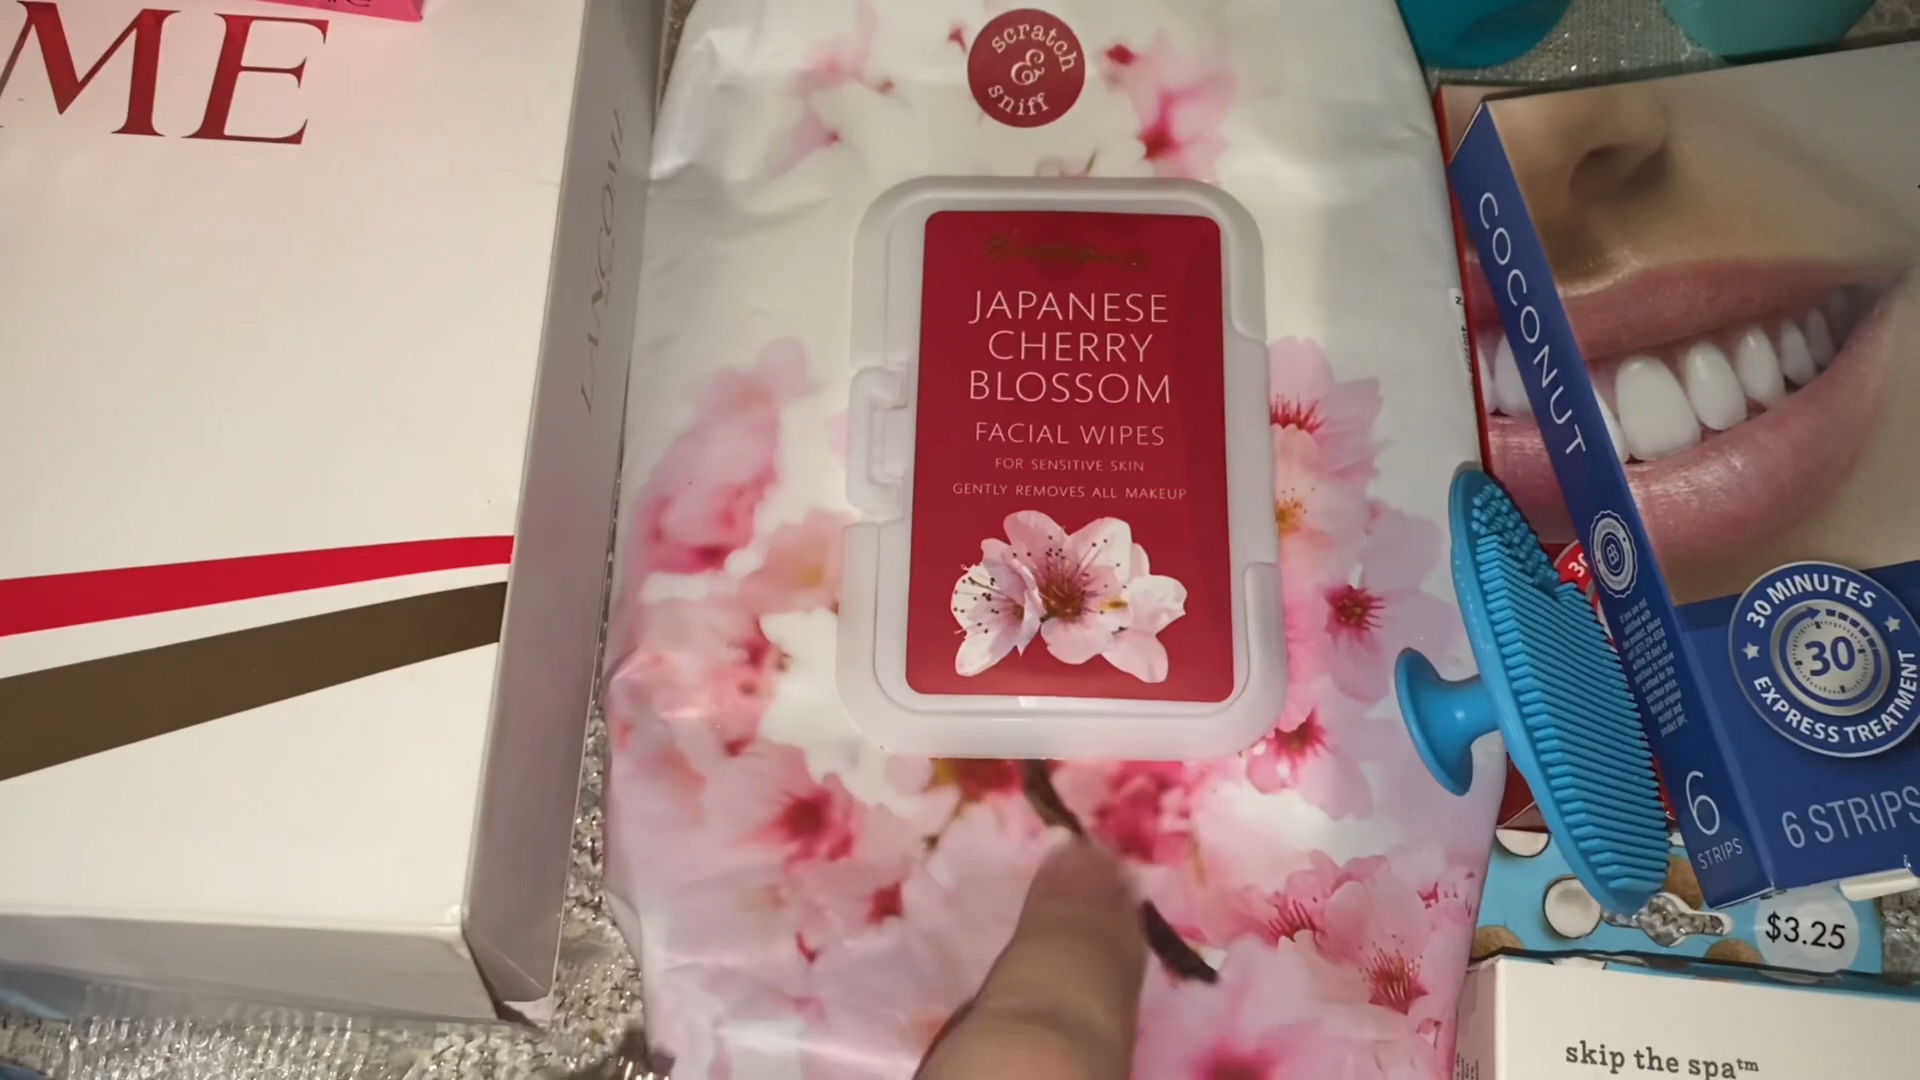 ME
LANCÔME
scratch
&
sniff
JAPANESE
CHERRY
BLOSSOM
FACIAL WIPES
FOR SENSITIVE SKIN
GENTLY REMOVES ALL MAKEUP
COCONUT
6
STRIPS
30 MINUTES
30
EXPRESS TREATMENT
6 STRIPS
$3.25
skip the spa™